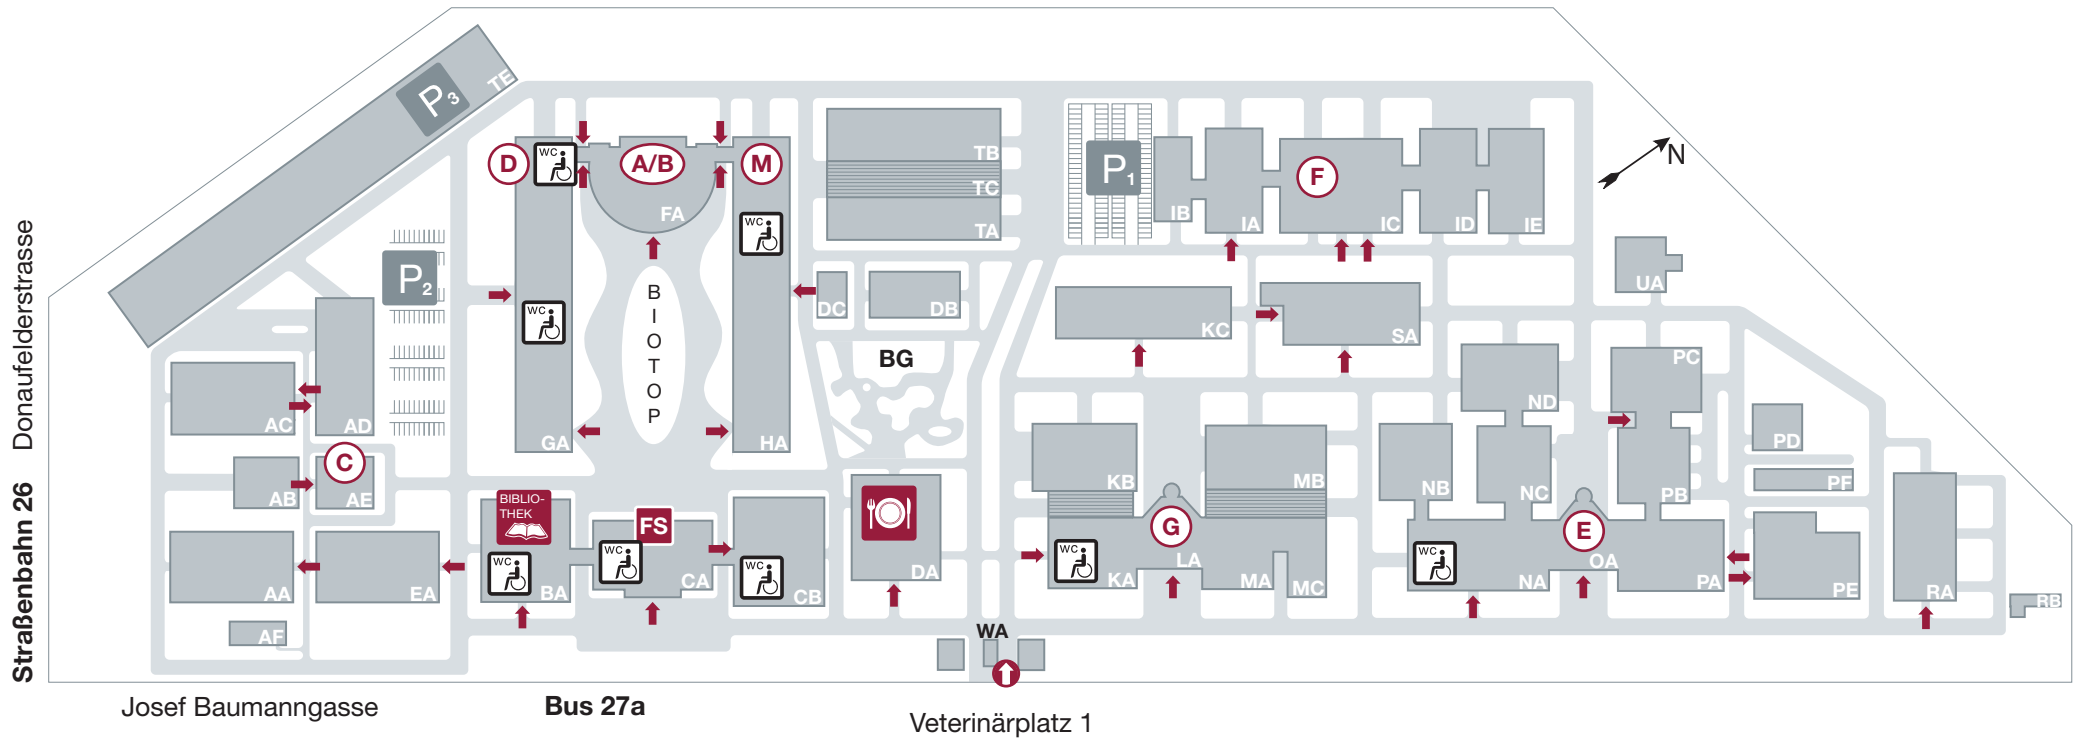 P3
TE
D
WC
A/B
M
FA
WC
TB
TC
TA
P1
IB
IA
F
IC
ID
IE
N
UA
P2
WC
BIOTOP
DC
DB
BG
KC
SA
AC
AD
C
AB
AE
GA
HA
KB
MB
ND
PC
NB
NC
PB
PD
PF
BIBLIO-
THEK
FS
WC
BA
WC
CA
WC
CB
DA
G
WC
KA
LA
MA
MC
E
WC
NA
OA
PA
PE
RA
RB
AA
EA
AF
WA
Straßenbahn 26 Donaufelderstrasse
Josef Baumanngasse
Bus 27a
Veterinärplatz 1